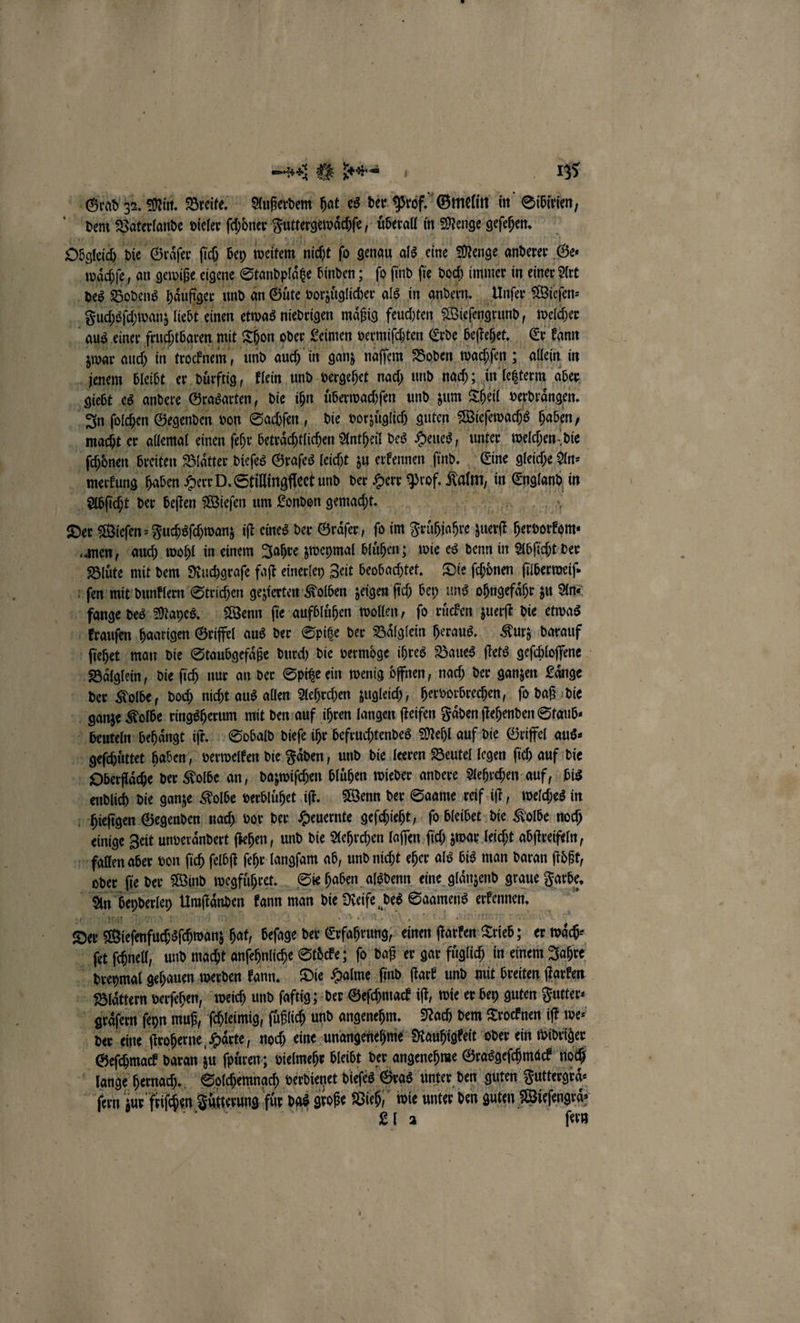 135
Grad 32. Min. Breite. Außerdem hat es der Prof. Gmelin in Sibirien,
dem Vaterlande vieler schöner Futtergewächse, überall in Menge gesehen.
Obgleich die Gräser sich bey weitem nicht so genau als eine Menge anderer Ge-
wächse, an gewiße eigene Standpläße binden; so sind sie doch immer in einer Art
des Bodens häufiger und an Güte vorzüglicher als in andern. Unser Wiesen-
Fuchsschwanz liebt einen etwas niedrigen mäßig feuchten Wiesengrund, welcher
aus einer fruchtbaren mit Thon oder Leimen vermischten Erde bestehet. Er kann
zwar auch in trocknem, und auch in ganz nassem Boden wachsen; allein in
jenem bleibt er dürftig, klein und vergehet nach und nach; in letzterm aber
giebt es andere Grasarten, die ihn überwachsen und zum Theil verdrängen.
In solchen Gegenden von Sachsen, die vorzüglich guten Wiesewachs haben,
macht er allemal einen sehr beträchtlichen Antheil des Heues, unter welchen die
schönen breiten Blätter dieses Grases leicht zu erkennen sind. Eine gleiche An-
merkung haben Herr D. Stillingfleet und der Herr Prof. Kalm, in England in
Absicht der besten Wiesen um London gemacht.
Der Wiesen-Fuchsschwanz ist eines der Gräser, so im Frühjahre zuerst hervorkom-
men, auch wohl in einem Jahre zweymal blühen; wie es denn in Absicht der
Blüte mit dem Ruchgrase fast einerley Zeit beobachtet. Die schönen silberweis-
sen mit dunklern Strichen gezierten Kolben zeigen sich bey uns ohngefähr zu An-
fange des Mayes. Wenn sie aufblühen wollen, so rücken zuerst die etwas
krausen haarigen Griffel aus der Spitze der Bälglein heraus. Kurz darauf
siehet man die Staubgefäße durch die vermöge ihres Baues stets geschlossene
Bälglein, die sich nur an der Spitze ein wenig öffnen, nach der ganzen Länge
der Kolbe, doch nicht aus allen Aehrchen zugleich, hervorbrechen, so daß die
ganze Kolbe ringsherum mit den auf ihren langen steifen Fäden stehenden Staub-
beuteln behängt ist. Sobald diese ihr befruchtendes Mehl auf die Griffel aus-
geschüttet haben, verwelken die Fäden, und die leeren Beutel legen sich auf die
Oberfläche der Kolbe an, dazwischen blühen wieder andere Aehrchen auf, bis
endlich die ganze Kolbe verblühet ist. Wenn der Saame reif ist, welches in
hiesigen Gegenden nach vor der Heuernte geschieht, so bleibet die Kolbe noch
einige Zeit unverändert stehen, und die Aehrchen lassen sich zwar leicht abstreifeln,
fallen aber von sich selbst sehr langsam ab, und nicht eher als bis man daran stößt,
oder sie der Wind wegführet. Sie haben alsdenn eine glänzend graue Farbe.
An beyderley Umständen kann man die Reife des Saamens erkennen.
Der Wiesenfuchsschwanz hat, besage der Erfahrung, einen starken Trieb; er wäch-
set schnell, und macht ansehnliche Stöcke; so daß er gar füglich in einem Jahre
dreymal gehauen werden kann. Die Halme sind stark und mit breiten starken
Blättern versehen, weich und saftig; der Geschmack ist, wie er bey guten Futter-
gräsern seyn muß, schleimig, süßlich und angenehm. Nach dem Trocknen ist we-
der eine stroherne Härte, noch eine unangenehme Rauhigkeit oder ein widriger
Geschmack daran zu spüren; vielmehr bleibt der angenehme Grasgeschmack noch
lange hernach. Solchemnach verdienet dieses Gras unter den guten Futtergrä-
sern zur frischen Fütterung für das große Vieh, wie unter den guten Wiesengrä-
Ll 2 sern